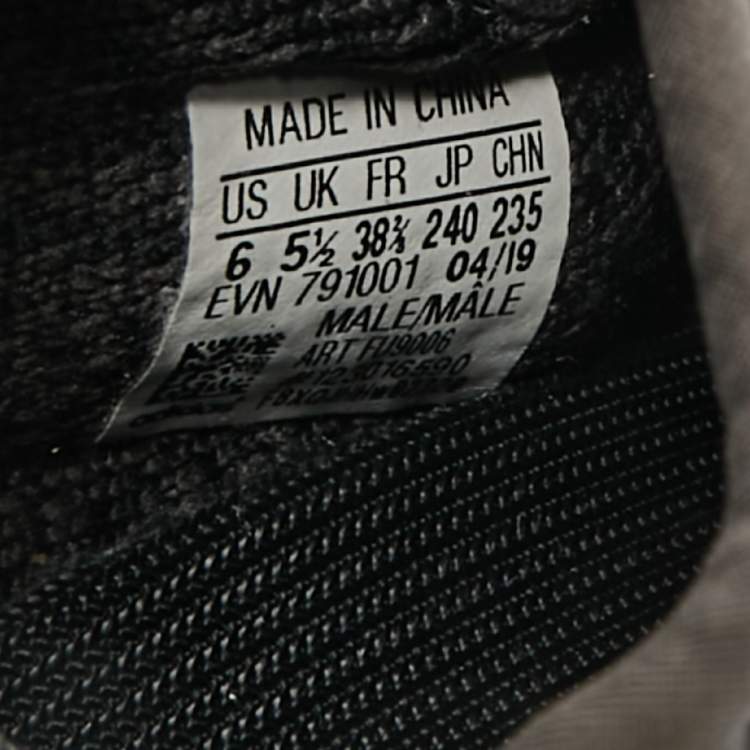 MADE IN CHINA
US UK FR JP CHN
6 5½ 38⅔ 240 235
EVN 791001 04/19
MALE/MÂLE
ART FU9006